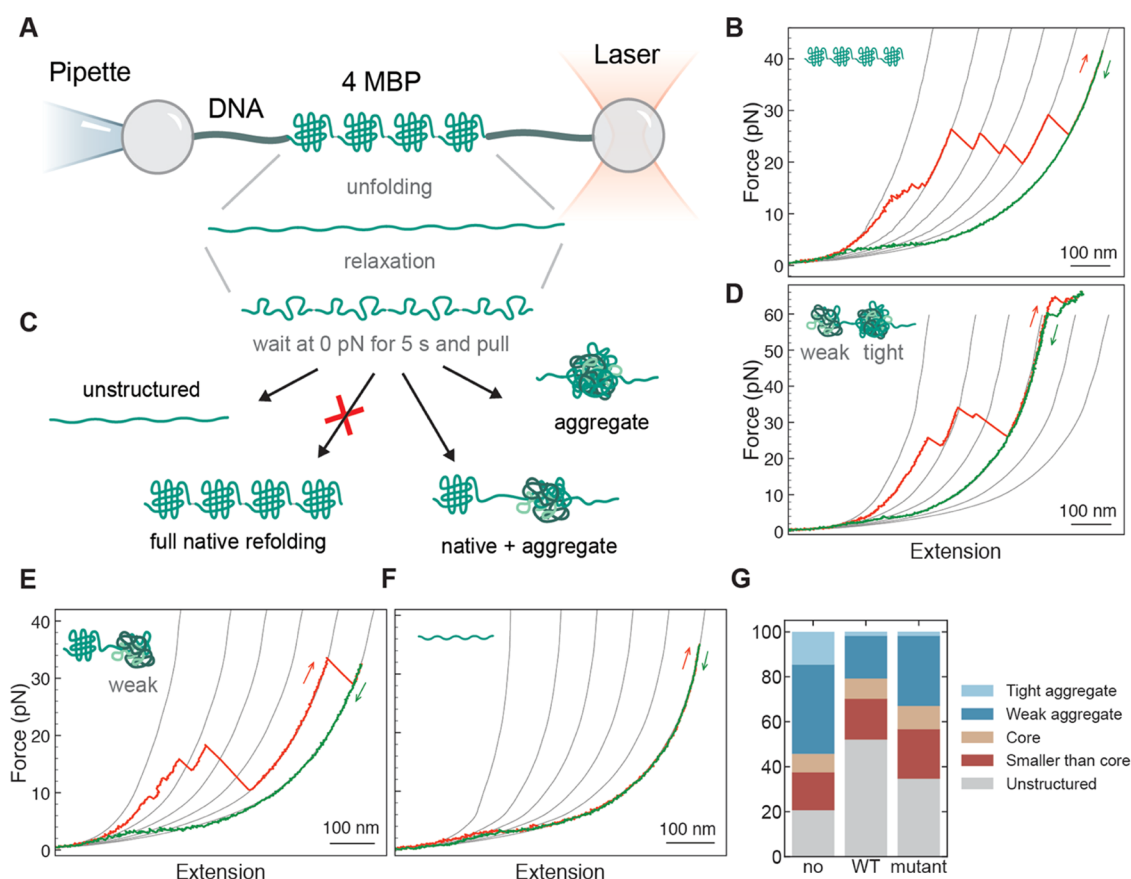 A
Pipette
DNA
4 MBP
Laser
unfolding
relaxation
wait at 0 pN for 5 s and pull
C
unstructured
aggregate
full native refolding
native + aggregate
B
Force (pN)
40
30
20
10
0
100 nm
D
weak tight
Force (pN)
60
50
40
30
20
10
0
100 nm
Extension
E
weak
Force (pN)
40
30
20
10
0
100 nm
Extension
F
100 nm
Extension
G
100
80
60
40
20
0
no WT mutant
Tight aggregate
Weak aggregate
Core
Smaller than core
Unstructured